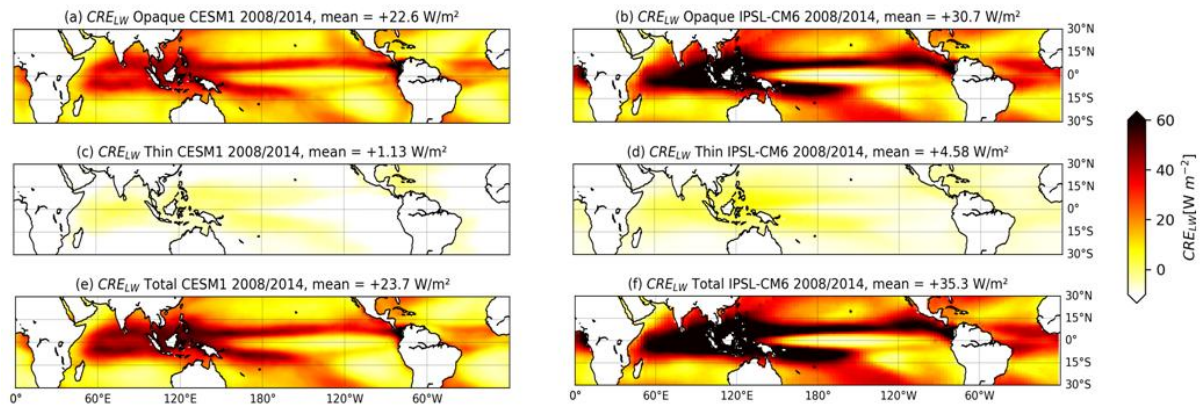 (a) CRE_LW Opaque CESM1 2008/2014, mean = +22.6 W/m²
(b) CRE_LW Opaque IPSL-CM6 2008/2014, mean = +30.7 W/m²
30°N
15°N
0°
15°S
30°S
(c) CRE_LW Thin CESM1 2008/2014, mean = +1.13 W/m²
(d) CRE_LW Thin IPSL-CM6 2008/2014, mean = +4.58 W/m²
30°N
15°N
0°
15°S
30°S
(e) CRE_LW Total CESM1 2008/2014, mean = +23.7 W/m²
(f) CRE_LW Total IPSL-CM6 2008/2014, mean = +35.3 W/m²
30°N
15°N
0°
15°S
30°S
0° 60°E 120°E 180°W 120°W 60°W
0° 60°E 120°E 180°W 120°W 60°W
60
40
20
0
CRE_LW [W m⁻²]